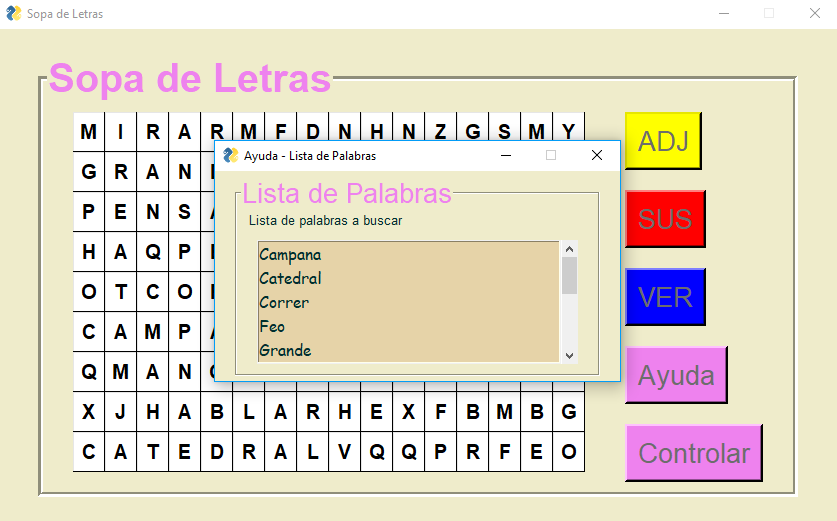 Sopa de Letras
Sopa de Letras
M I R A R M F D N H N Z G S M Y
G R A N
P E N S
H A Q P
O T C O
C A M P
Q M A N
X J H A B L A R H E X F B M B G
C A T E D R A L V Q Q P R F E O
Ayuda - Lista de Palabras
Lista de Palabras
Lista de palabras a buscar
Campana
Catedral
Correr
Feo
Grande
ADJ
SUS
VER
Ayuda
Controlar